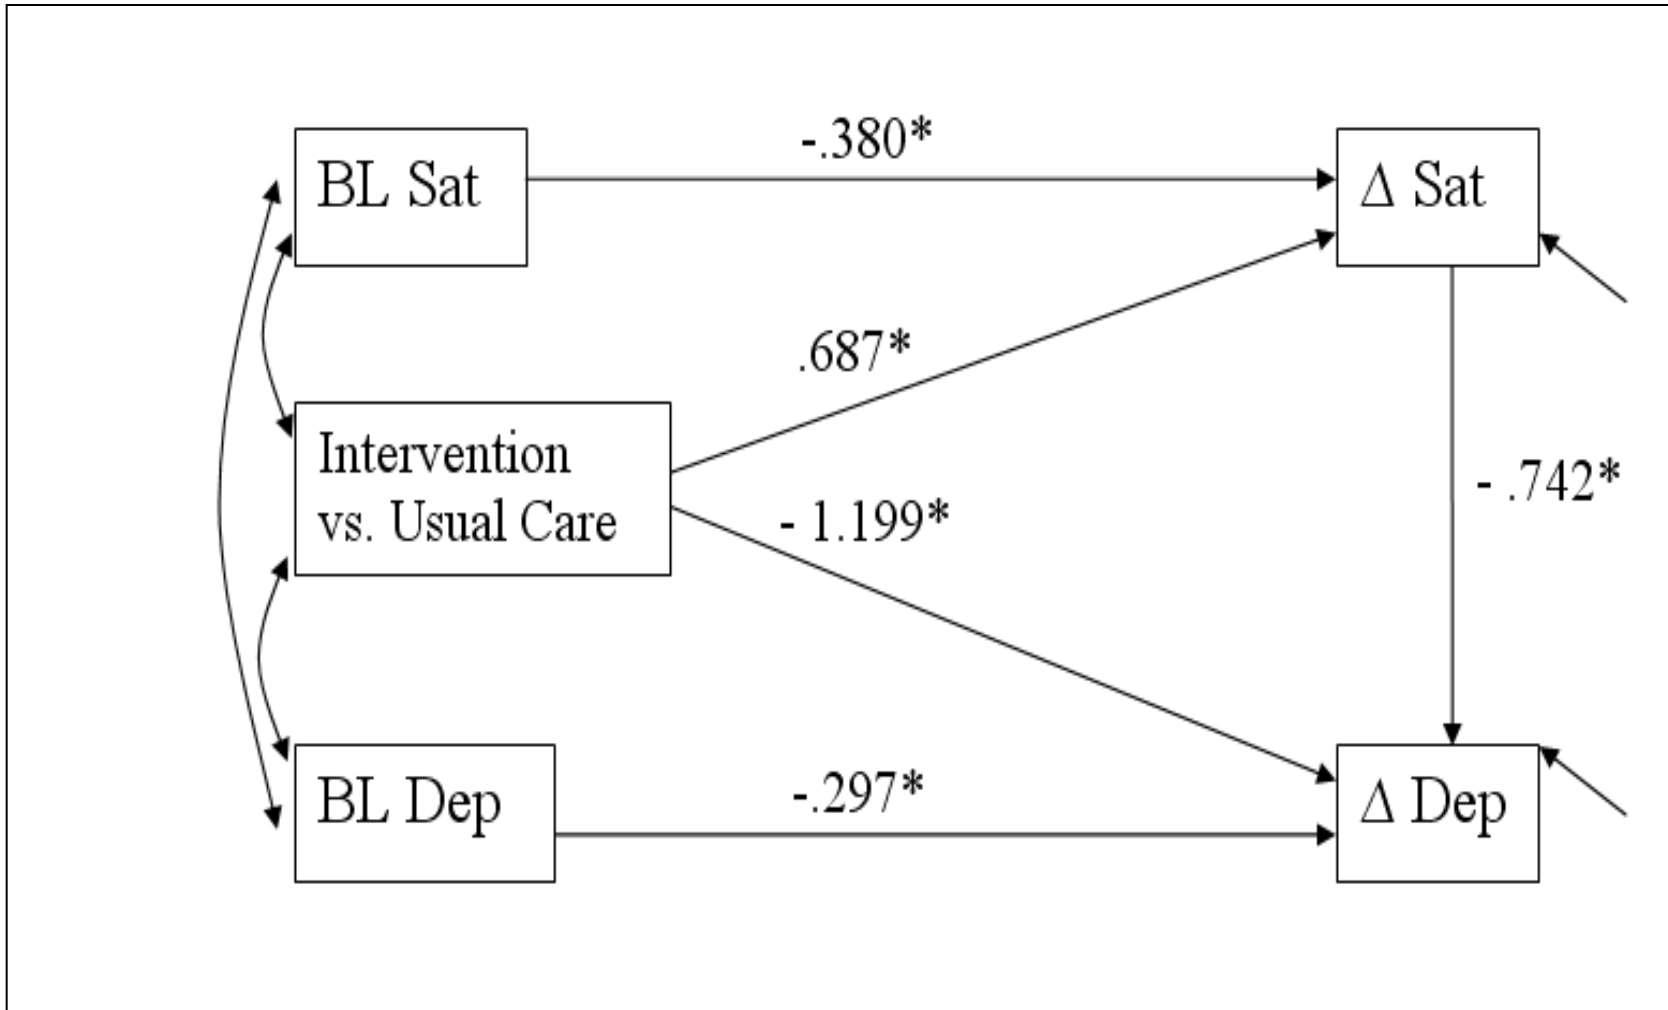 BL Sat
-.380*
Δ Sat
.687*
Intervention
vs. Usual Care
- 1.199*
- .742*
BL Dep
-.297*
Δ Dep